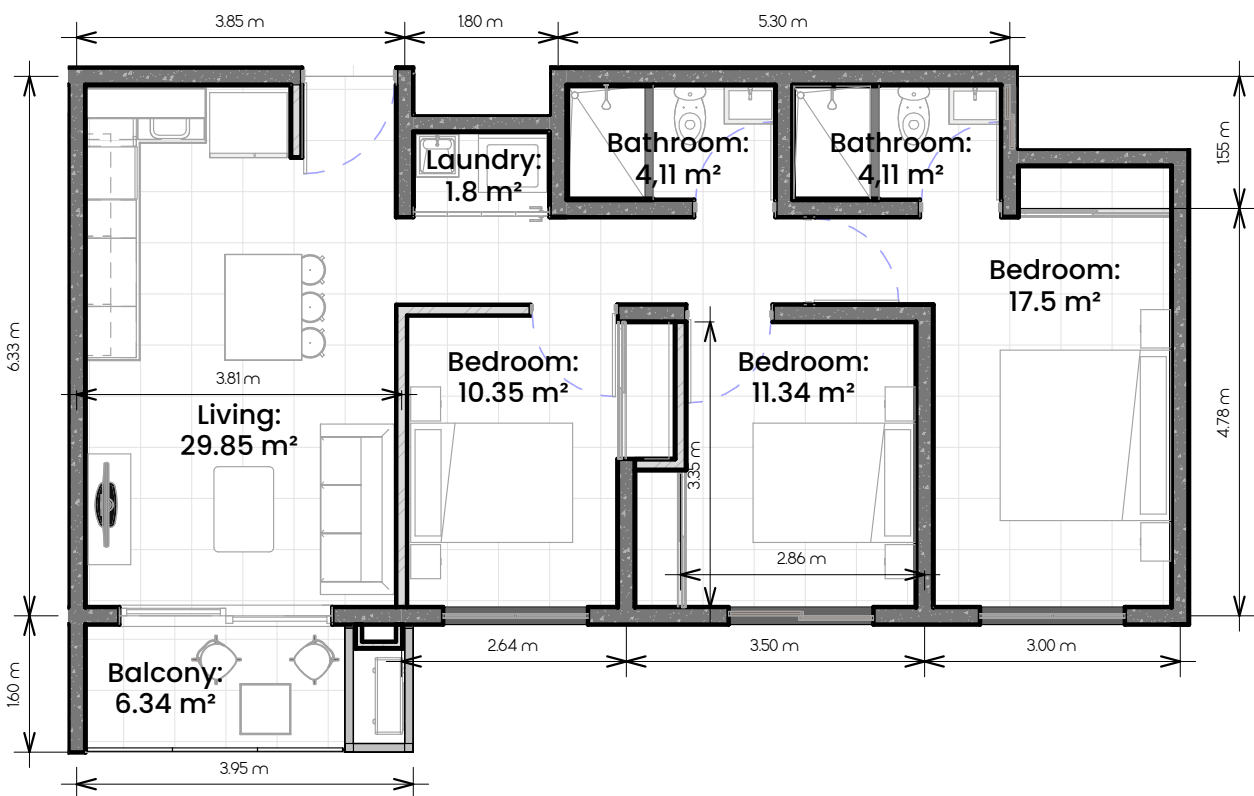 3.85 m
1.80 m
5.30 m
Bathroom:
4,11 m²
Bathroom:
4,11 m²
Laundry:
1.8 m²
1.55 m
Bedroom:
17.5 m²
6.33 m
Bedroom:
10.35 m²
Bedroom:
11.34 m²
3.81 m
Living:
29.85 m²
4.78 m
3.35 m
2.86 m
2.64 m
3.50 m
3.00 m
Balcony:
6.34 m²
1.60 m
3.95 m